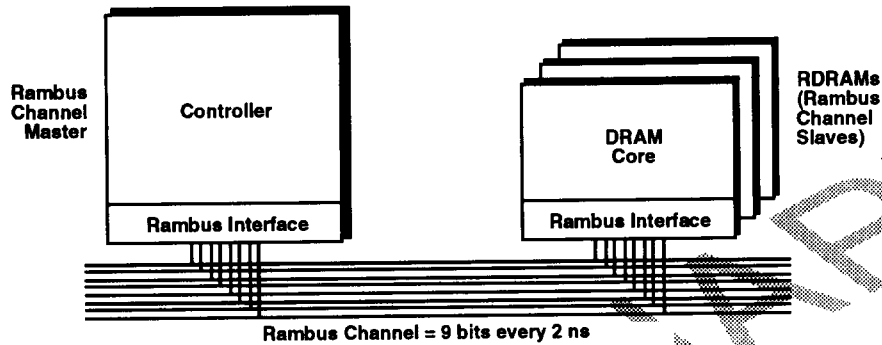 Rambus
Channel
Master
Controller
Rambus Interface
DRAM
Core
Rambus Interface
RDRAMs
(Rambus
Channel
Slaves)
Rambus Channel = 9 bits every 2 ns